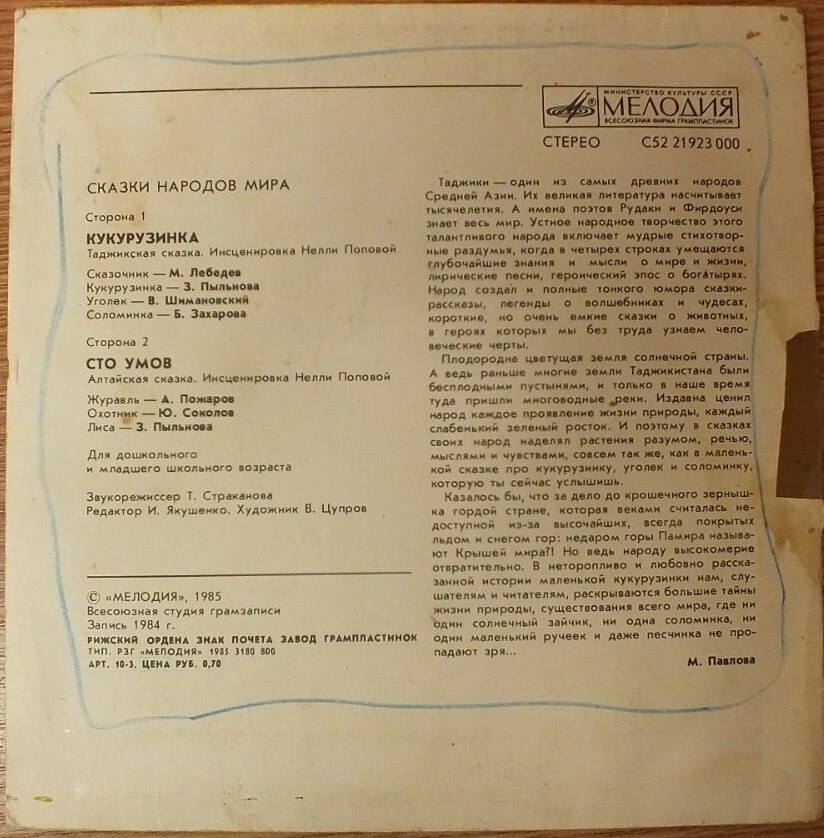 МИНИСТЕРСТВО КУЛЬТУРЫ СССР
МЕЛОДИЯ
ВСЕСОЮЗНАЯ ФИРМА ГРАМПЛАСТИНОК
СТЕРЕО С52 21923 000
СКАЗКИ НАРОДОВ МИРА
Сторона 1
КУКУРУЗИНКА
Таджикская сказка. Инсценировка Нелли Поповой
Сказочник — М. Лебедев
Кукурузинка — З. Пыльнова
Уголек — В. Шимановский
Соломинка — Б. Захарова
Сторона 2
СТО УМОВ
Алтайская сказка. Инсценировка Нелли Поповой
Журавль — А. Пожаров
Охотник — Ю. Соколов
Лиса — З. Пыльнова
Для дошкольного
и младшего школьного возраста
Звукорежиссер Т. Страканова
Редактор И. Якушенко. Художник В. Цупров
© «МЕЛОДИЯ», 1985
Всесоюзная студия грамзаписи
Запись 1984 г.
РИЖСКИЙ ОРДЕНА ЗНАК ПОЧЕТА ЗАВОД ГРАМПЛАСТИНОК
ТИП. РЗГ «МЕЛОДИЯ» 1985 3180 800
АРТ. 10-3. ЦЕНА РУБ. 0,70
Таджики — один из самых древних народов
Средней Азии. Их великая литература насчитывает
тысячелетия. А имена поэтов Рудаки и Фирдоуси
знает весь мир. Устное народное творчество этого
талантливого народа включает мудрые стихотвор-
ные раздумья, когда в четырех строках умещаются
глубочайшие знания и мысли о мире и жизни,
лирические песни, героический эпос о богатырях.
Народ создал и полные тонкого юмора сказки-
рассказы, легенды о волшебниках и чудесах,
короткие, но очень емкие сказки о животных,
в героях которых мы без труда узнаем чело-
веческие черты.
Плодородна цветущая земля солнечной страны.
А ведь раньше многие земли Таджикистана были
бесплодными пустынями, и только в наше время
туда пришли многоводные реки. Издавна ценил
народ каждое проявление жизни природы, каждый
слабенький зеленый росток. И поэтому в сказках
своих народ наделял растения разумом, речью,
мыслями и чувствами, совсем так же, как в малень-
кой сказке про кукурузинку, уголек и соломинку,
которую ты сейчас услышишь.
Казалось бы, что за дело до крошечного зерныш-
ка гордой стране, которая веками считалась не-
доступной из-за высочайших, всегда покрытых
льдом и снегом гор: недаром горы Памира называ-
ют Крышей мира?! Но ведь народу высокомерие
отвратительно. В неторопливо и любовно расска-
занной истории маленькой кукурузинки нам, слу-
шателям и читателям, раскрываются большие тайны
жизни природы, существования всего мира, где ни
один солнечный зайчик, ни одна соломинка, ни
один маленький ручеек и даже песчинка не про-
падают зря...
М. Павлова